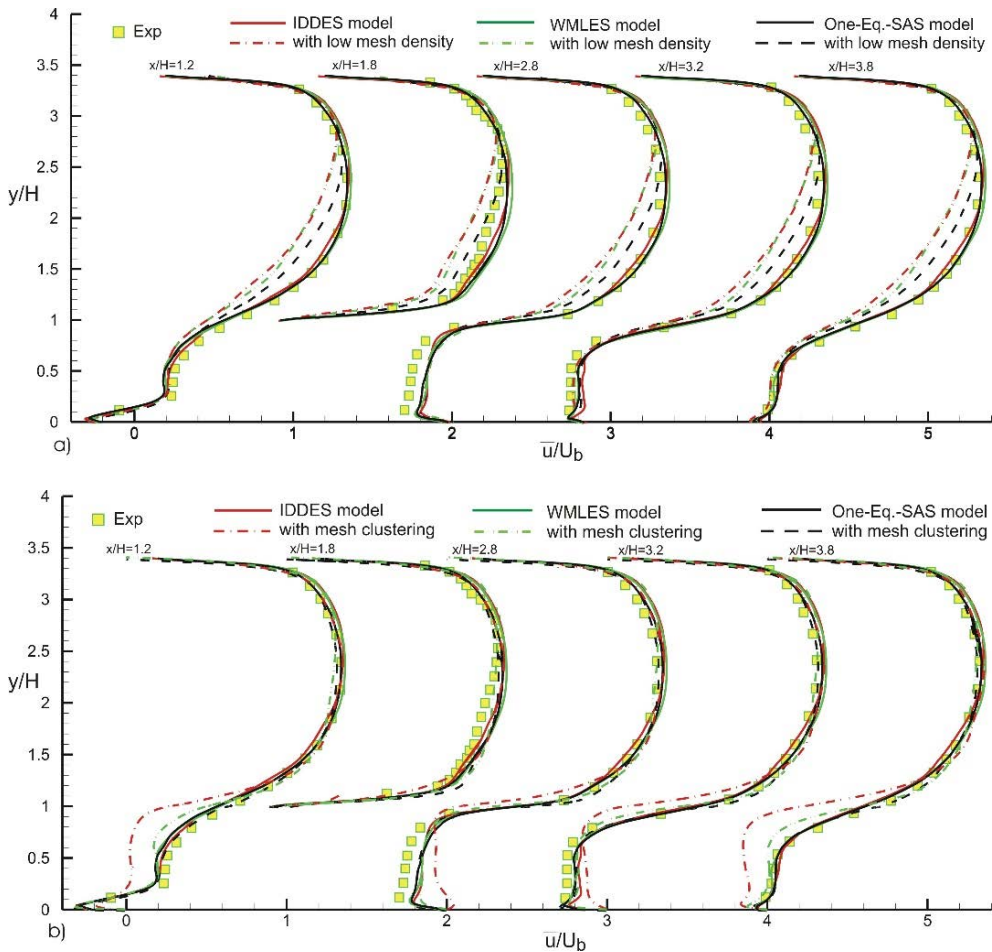 Exp
IDDES model
with low mesh density
WMLES model
with low mesh density
One-Eq.-SAS model
with low mesh density
4
3.5
3
2.5
2
1.5
1
0.5
0
y/H
x/H=1.2
x/H=1.8
x/H=2.8
x/H=3.2
x/H=3.8
0 1 2 3 4 5
a)
u̅/U_b
Exp
IDDES model
with mesh clustering
WMLES model
with mesh clustering
One-Eq.-SAS model
with mesh clustering
4
3.5
3
2.5
2
1.5
1
0.5
0
y/H
x/H=1.2
x/H=1.8
x/H=2.8
x/H=3.2
x/H=3.8
0 1 2 3 4 5
b)
u̅/U_b